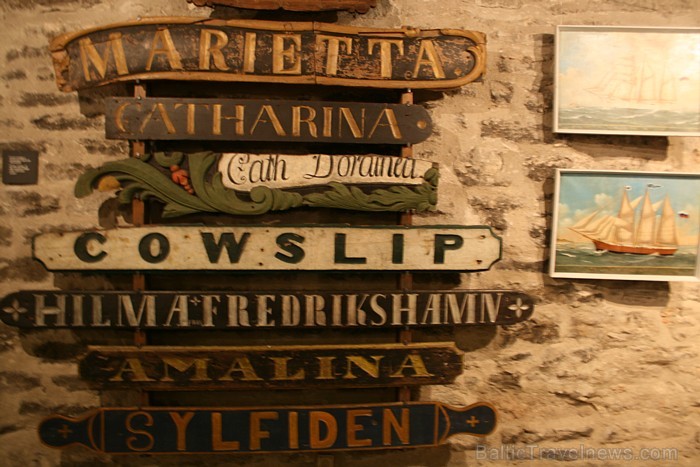 MARIETTA
CATHARINA
Cath Dorathea
COWSLIP
HILMA FREDRIKSHAMN
AMALINA
SYLFIDEN
BalticTravelnews.com